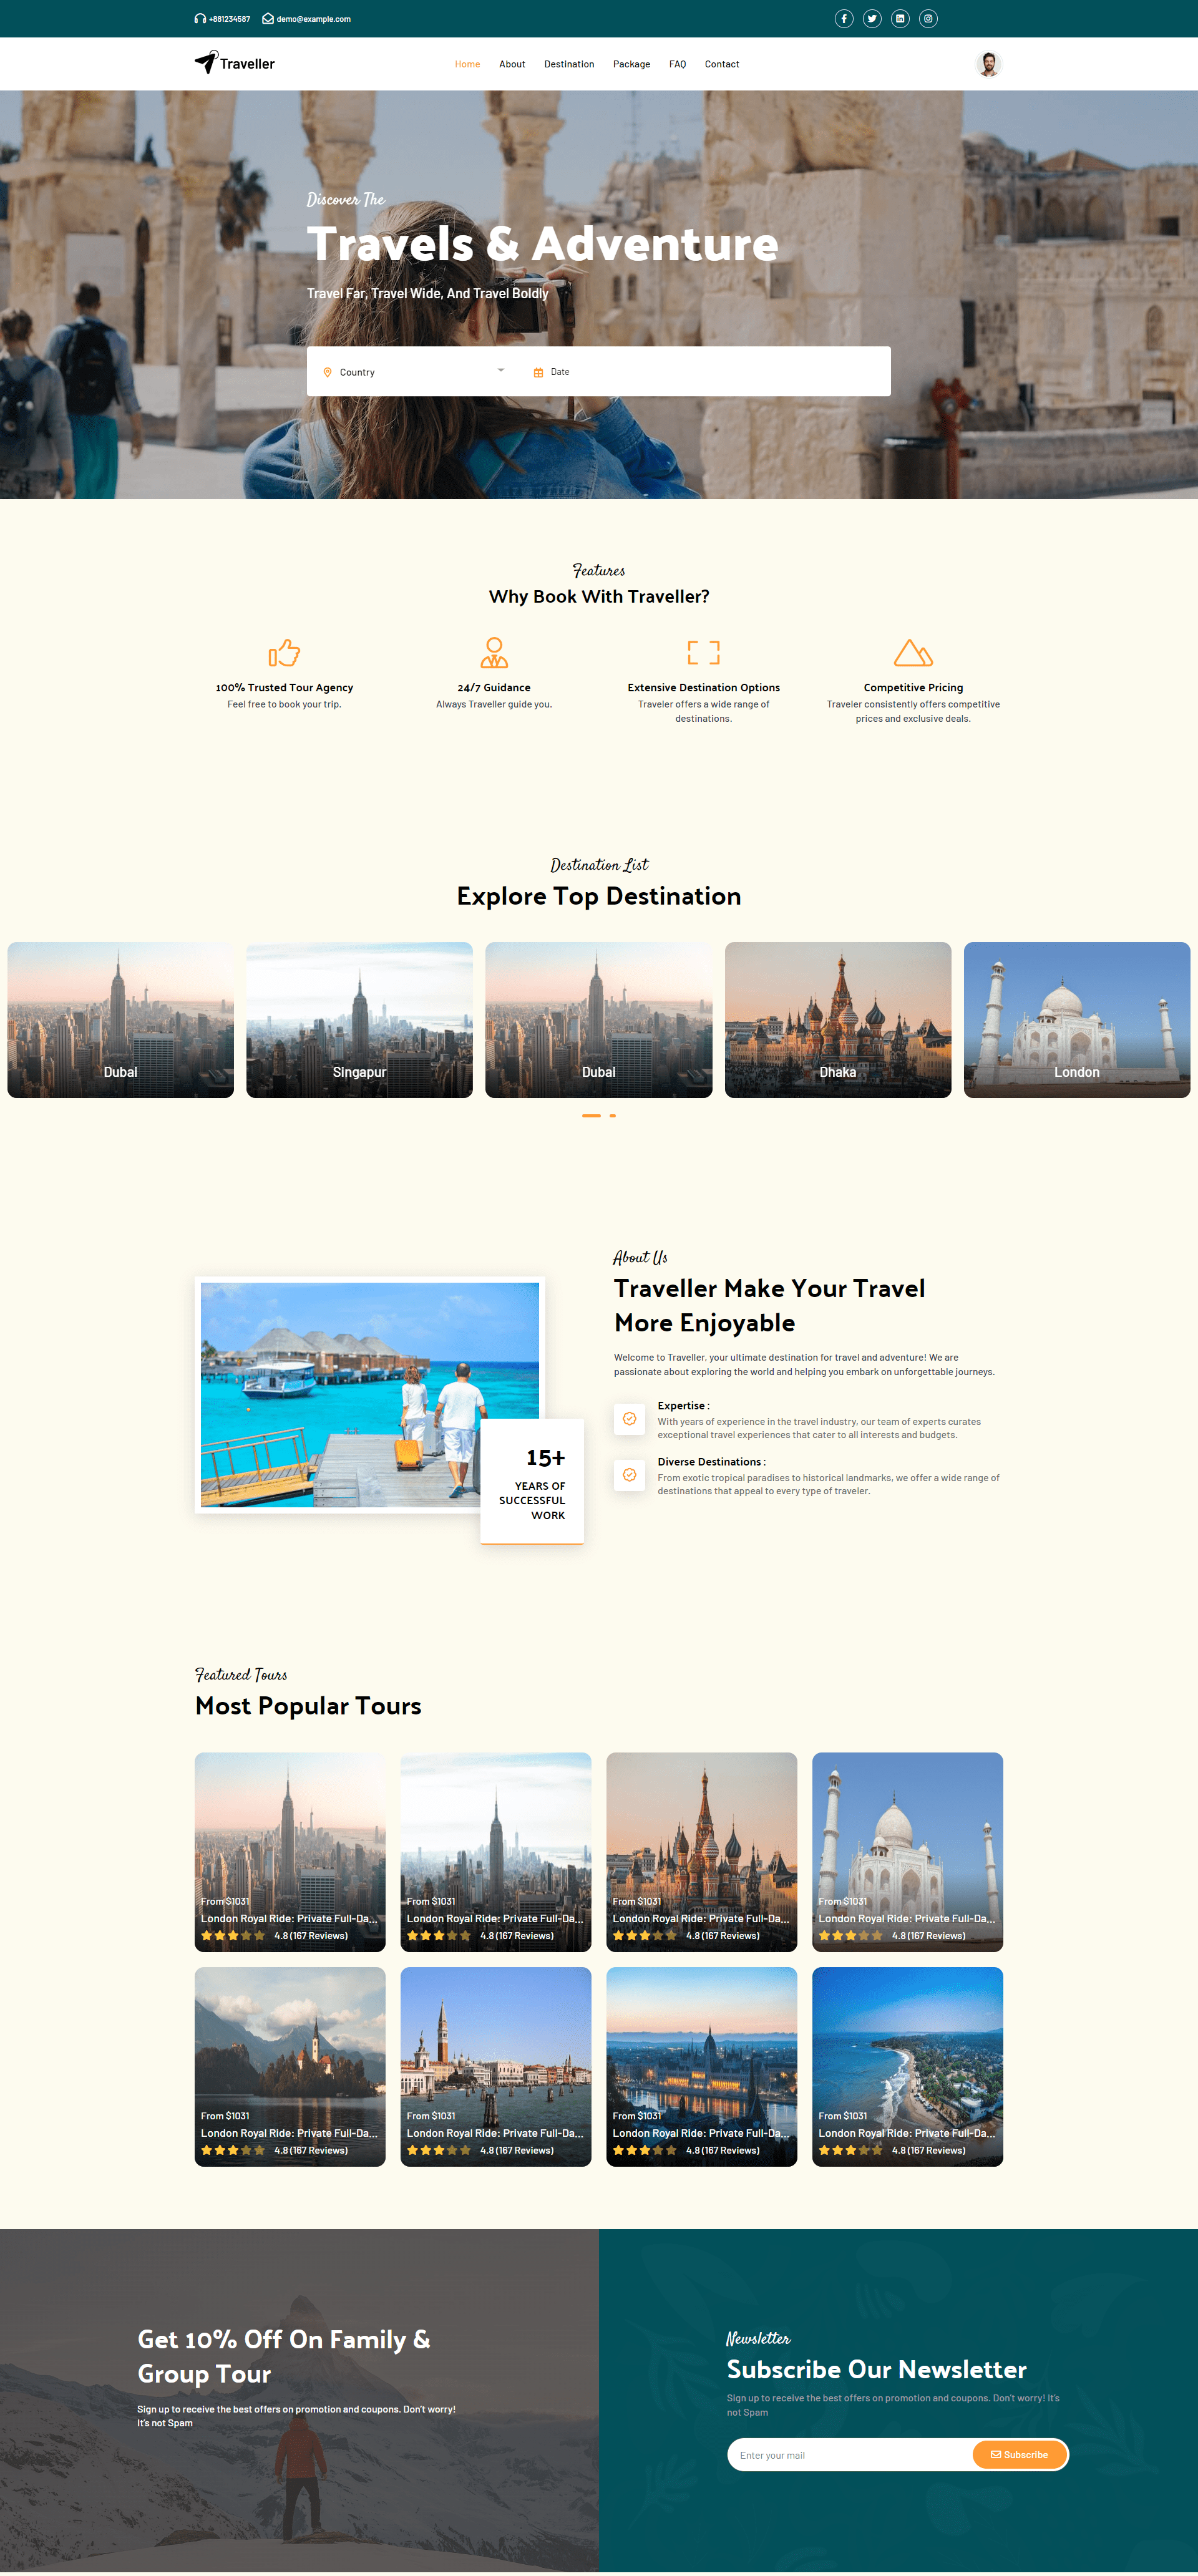 +881234587 demo@example.com
Traveller Home About Destination Package FAQ Contact
Discover The
Travels & Adventure
Travel Far, Travel Wide, And Travel Boldly
Country Date
Features
Why Book With Traveller?
100% Trusted Tour Agency
Feel free to book your trip.
24/7 Guidance
Always Traveller guide you.
Extensive Destination Options
Traveler offers a wide range of
destinations.
Competitive Pricing
Traveler consistently offers competitive
prices and exclusive deals.
Destination List
Explore Top Destination
Dubai
Singapur
Dubai
Dhaka
London
15+
YEARS OF
SUCCESSFUL
WORK
About Us
Traveller Make Your Travel
More Enjoyable
Welcome to Traveller, your ultimate destination for travel and adventure! We are
passionate about exploring the world and helping you embark on unforgettable journeys.
Expertise :
With years of experience in the travel industry, our team of experts curates
exceptional travel experiences that cater to all interests and budgets.
Diverse Destinations :
From exotic tropical paradises to historical landmarks, we offer a wide range of
destinations that appeal to every type of traveler.
Featured Tours
Most Popular Tours
From $1031
London Royal Ride: Private Full-Da...
4.8 (167 Reviews)
From $1031
London Royal Ride: Private Full-Da...
4.8 (167 Reviews)
From $1031
London Royal Ride: Private Full-Da...
4.8 (167 Reviews)
From $1031
London Royal Ride: Private Full-Da...
4.8 (167 Reviews)
From $1031
London Royal Ride: Private Full-Da...
4.8 (167 Reviews)
From $1031
London Royal Ride: Private Full-Da...
4.8 (167 Reviews)
From $1031
London Royal Ride: Private Full-Da...
4.8 (167 Reviews)
From $1031
London Royal Ride: Private Full-Da...
4.8 (167 Reviews)
Get 10% Off On Family &
Group Tour
Sign up to receive the best offers on promotion and coupons. Don't worry!
It's not Spam
Newsletter
Subscribe Our Newsletter
Sign up to receive the best offers on promotion and coupons. Don't worry! It's
not Spam
Enter your mail Subscribe